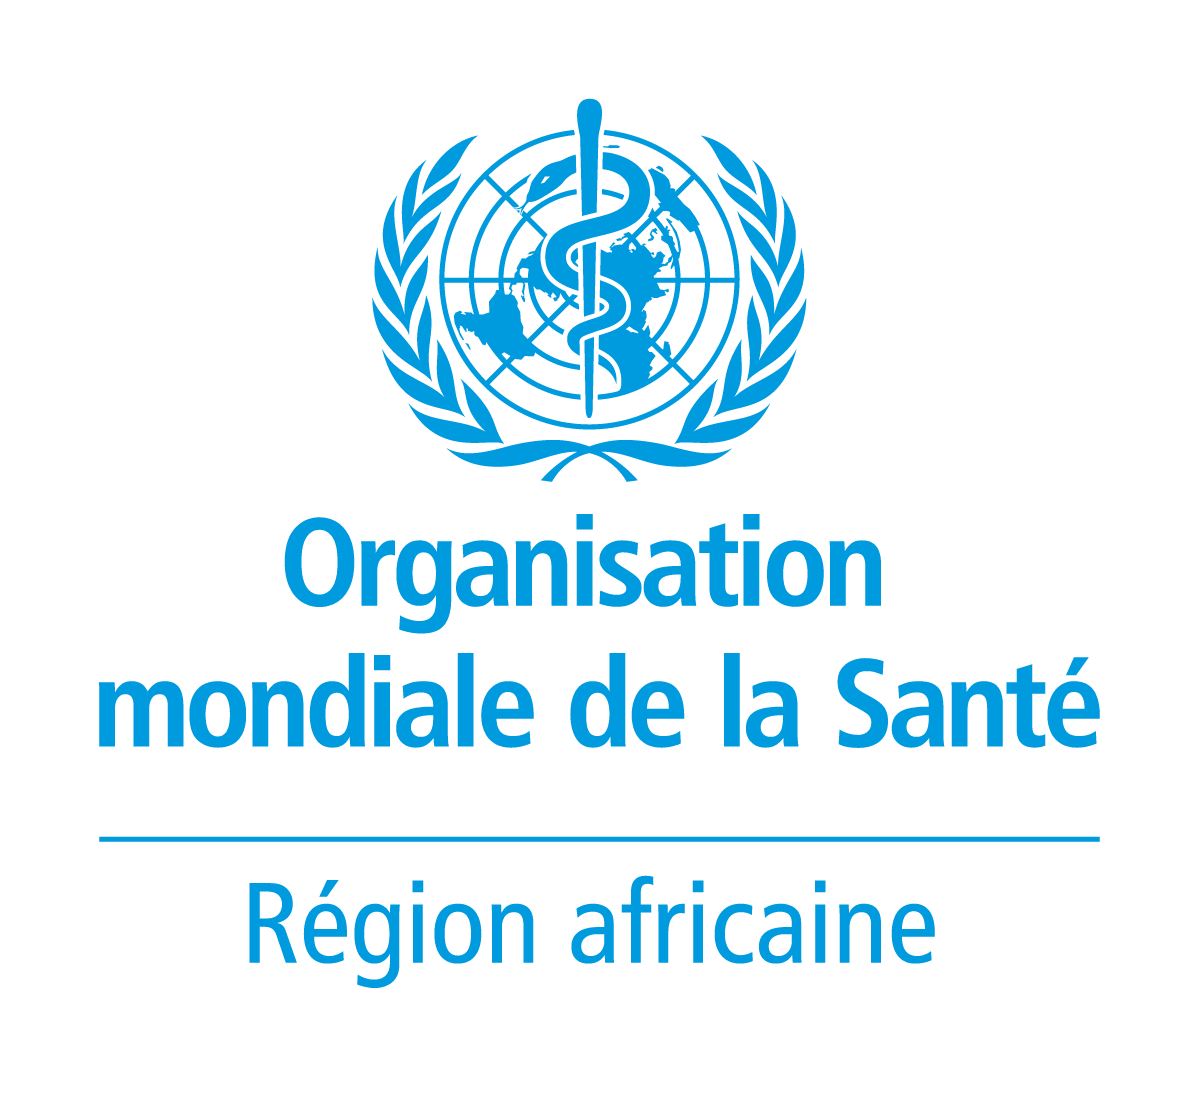 Organisation
mondiale de la Santé
Région africaine